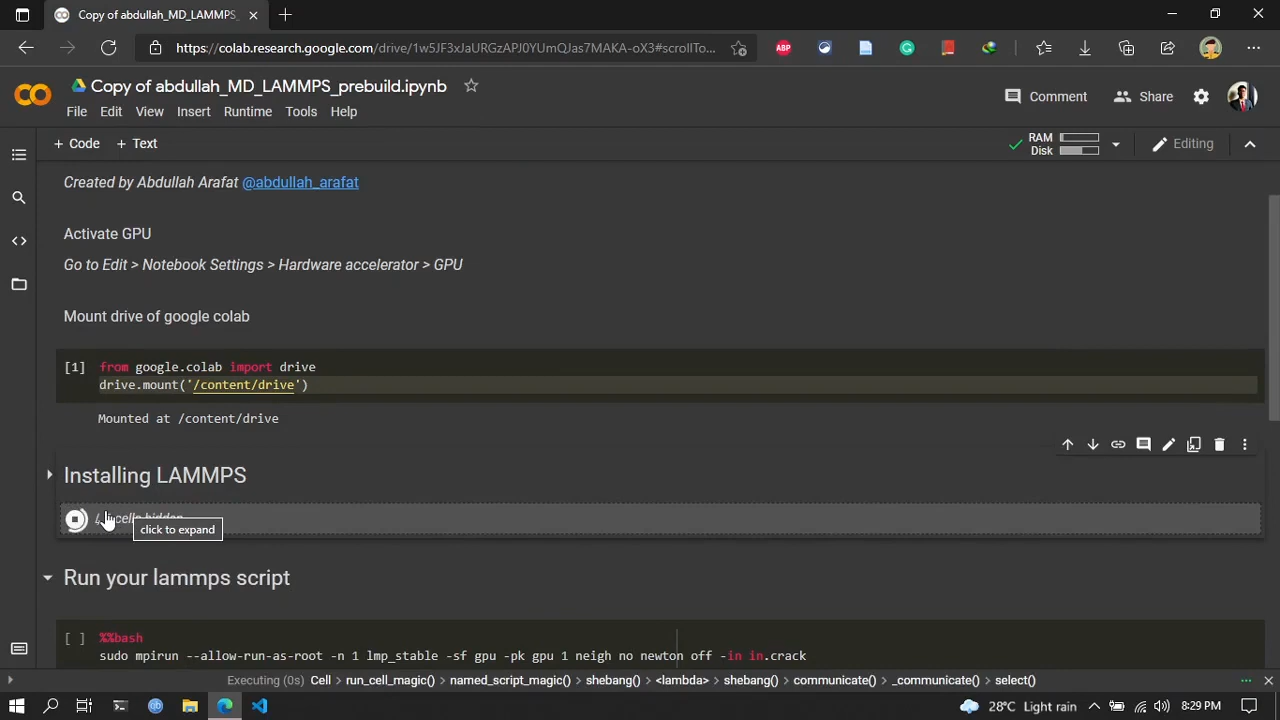 Copy of abdullah_MD_LAMMPS_
https://colab.research.google.com/drive/1w5JF3xJaURGzAPJ0YUmQJas7MAKA-oX3#scrollTo...
ABP
Copy of abdullah_MD_LAMMPS_prebuild.ipynb
Comment
Share
File Edit View Insert Runtime Tools Help
+ Code + Text
RAM
Disk
Editing
Created by Abdullah Arafat @abdullah_arafat
Activate GPU
Go to Edit > Notebook Settings > Hardware accelerator > GPU
Mount drive of google colab
[1] from google.colab import drive
drive.mount('/content/drive')
Mounted at /content/drive
Installing LAMMPS
click to expand
Run your lammps script
[ ] %%bash
sudo mpirun --allow-run-as-root -n 1 lmp_stable -sf gpu -pk gpu 1 neigh no newton off -in in.crack
Executing (0s) Cell > run_cell_magic() > named_script_magic() > shebang() > <lambda> > shebang() > communicate() > _communicate() > select()
28°C Light rain
8:29 PM